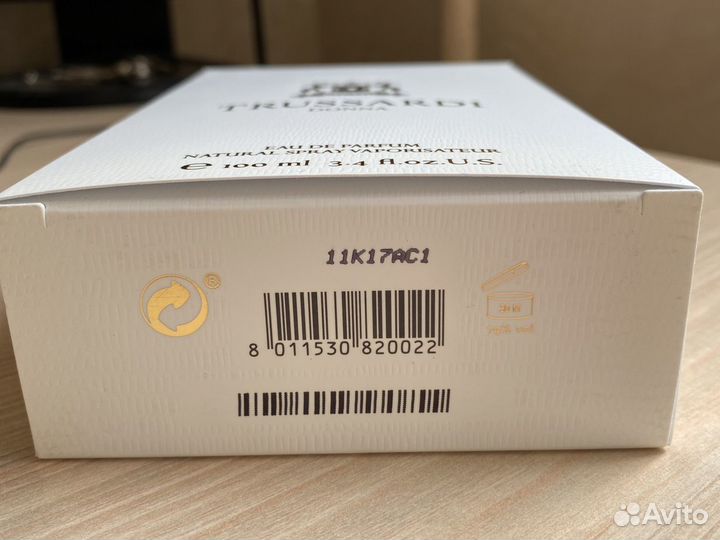 TRUSSARDI
DONNA
EAU DE PARFUM
NATURAL SPRAY VAPORISATEUR
e 100 ml 3.4 fl.oz.U.S.
11K17AC1
®
8 011530 820022
Avito